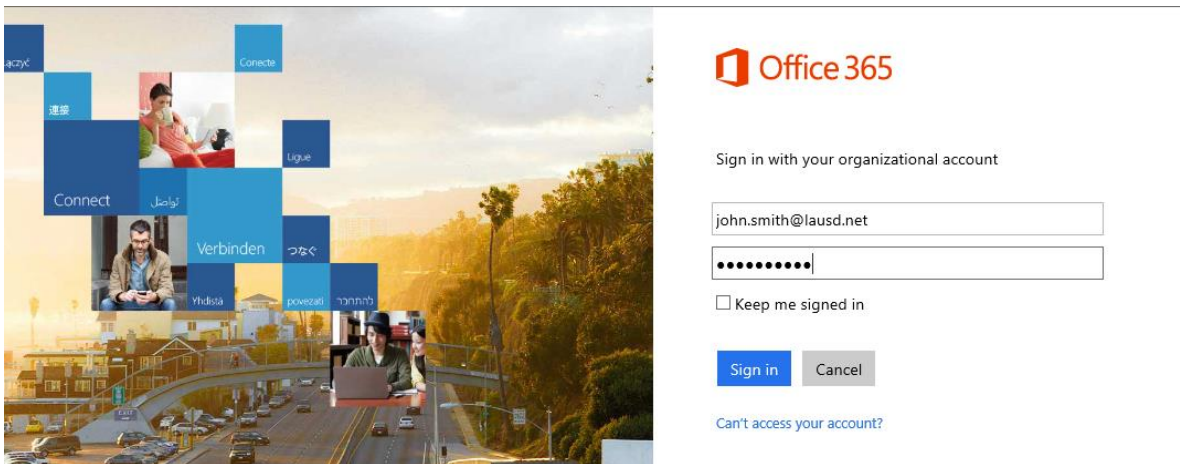 Conecte
連接
Ligue
Connect
تواصل
Verbinden
つなぐ
Yhdistä
povezati
להתחבר
Office 365
Sign in with your organizational account
john.smith@lausd.net
••••••••••
Keep me signed in
Sign in
Cancel
Can't access your account?